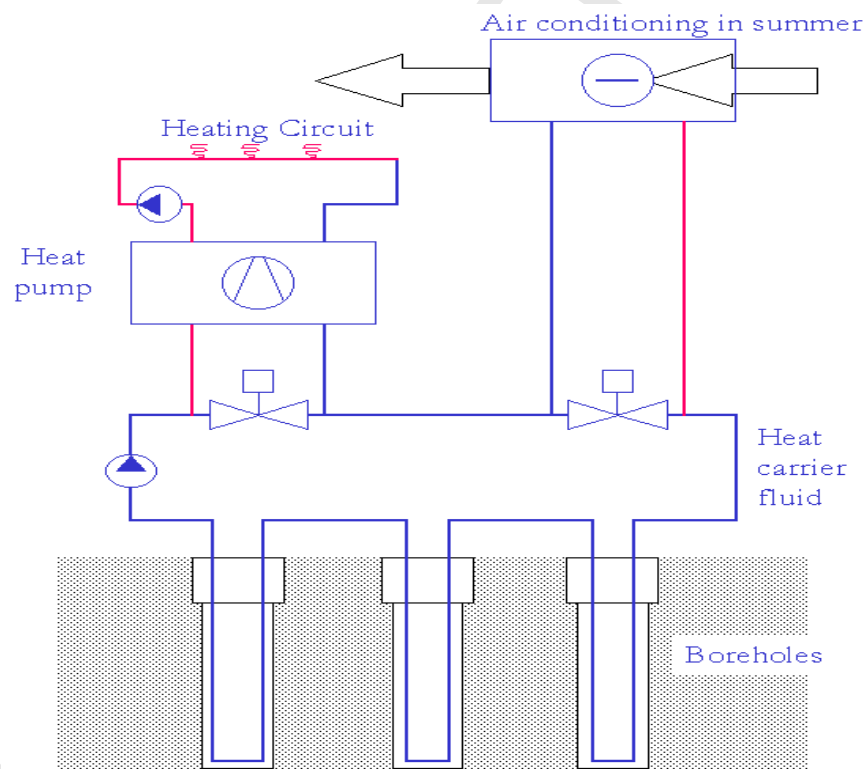 Air conditioning in summer
Heating Circuit
Heat
pump
Heat
carrier
fluid
Boreholes